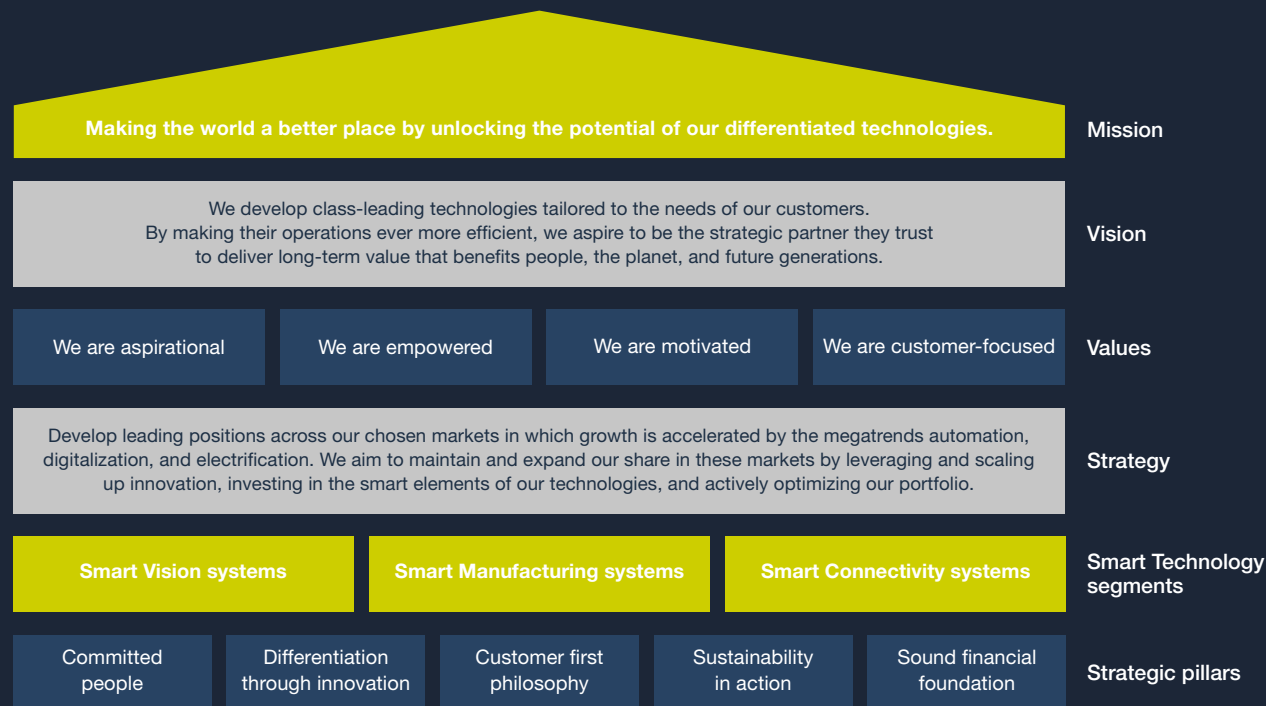 Making the world a better place by unlocking the potential of our differentiated technologies.
Mission
We develop class-leading technologies tailored to the needs of our customers.
By making their operations ever more efficient, we aspire to be the strategic partner they trust
to deliver long-term value that benefits people, the planet, and future generations.
Vision
We are aspirational
We are empowered
We are motivated
We are customer-focused
Values
Develop leading positions across our chosen markets in which growth is accelerated by the megatrends automation,
digitalization, and electrification. We aim to maintain and expand our share in these markets by leveraging and scaling
up innovation, investing in the smart elements of our technologies, and actively optimizing our portfolio.
Strategy
Smart Vision systems
Smart Manufacturing systems
Smart Connectivity systems
Smart Technology
segments
Committed
people
Differentiation
through innovation
Customer first
philosophy
Sustainability
in action
Sound financial
foundation
Strategic pillars